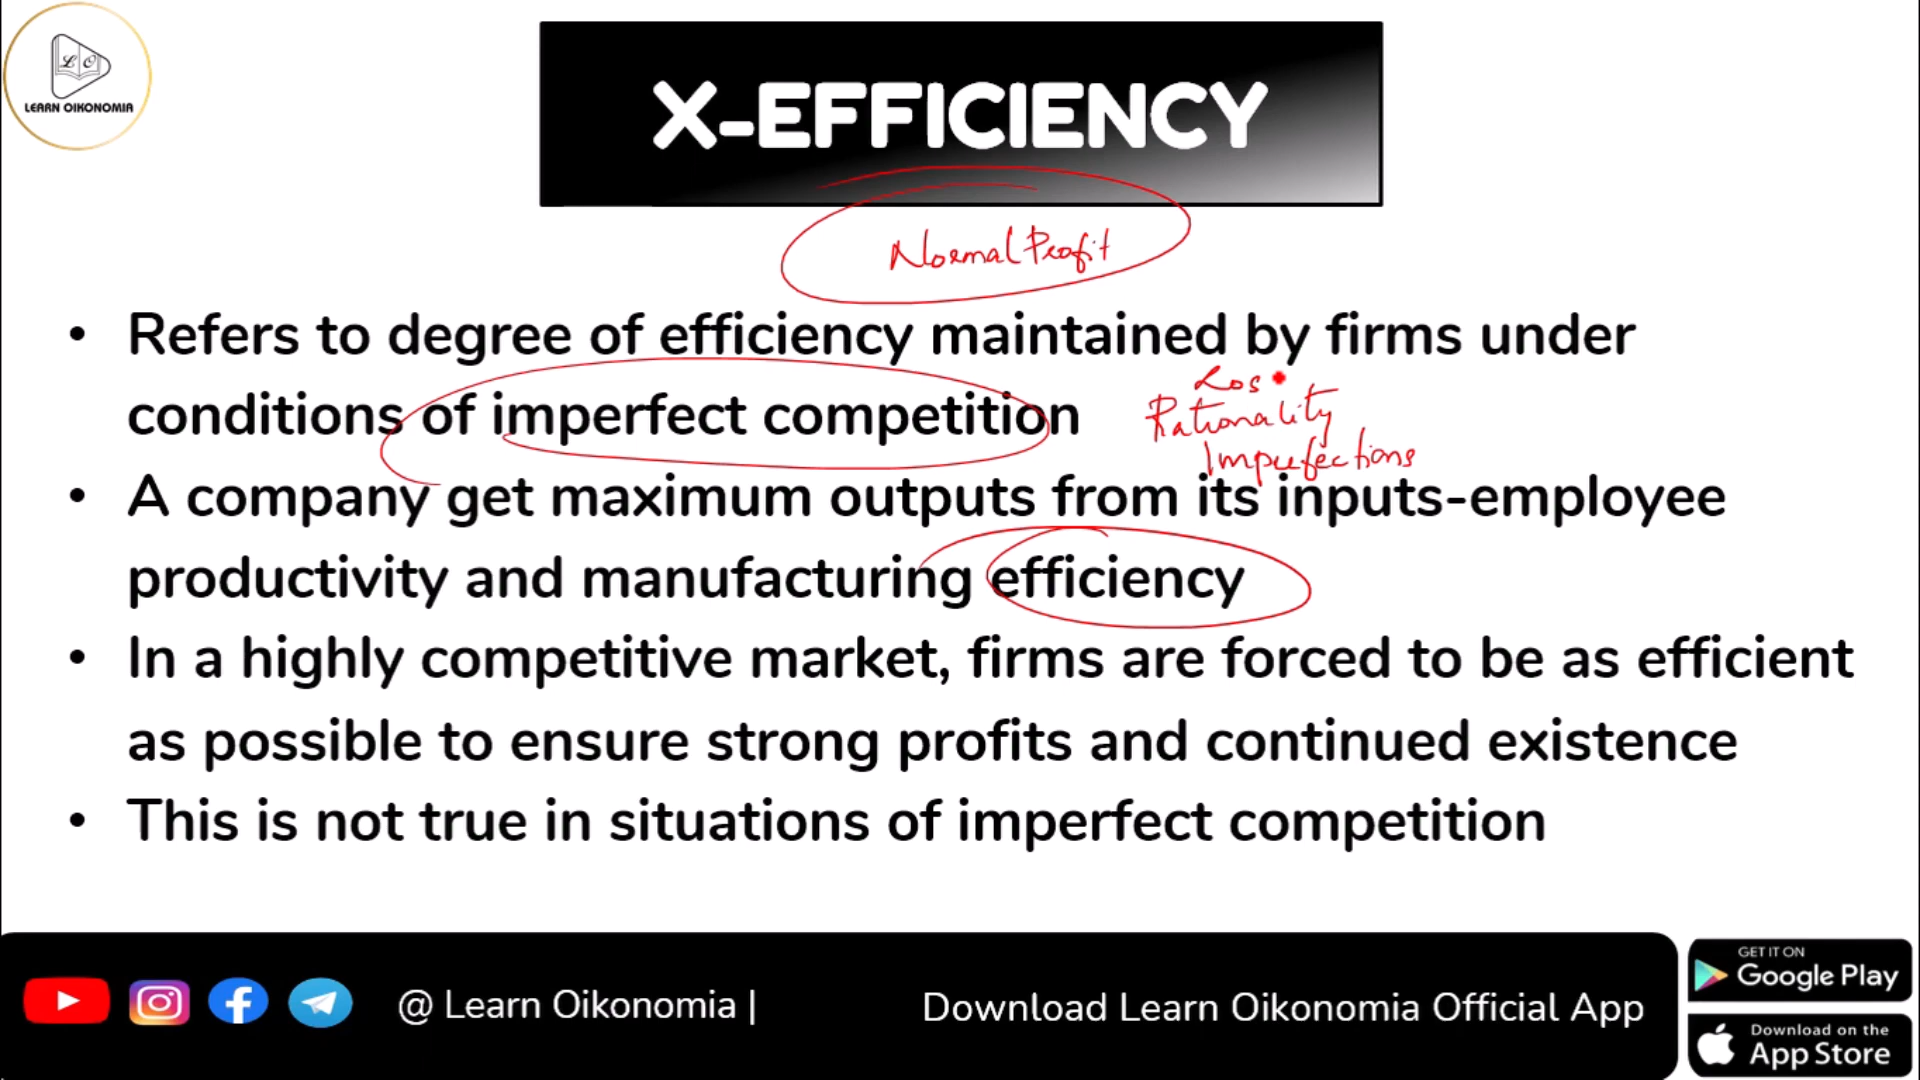 LO
LEARN OIKONOMIA
X-EFFICIENCY
Normal Profit
• Refers to degree of efficiency maintained by firms under
conditions of imperfect competition
Los
Rationality
Imperfections
• A company get maximum outputs from its inputs-employee
productivity and manufacturing efficiency
• In a highly competitive market, firms are forced to be as efficient
as possible to ensure strong profits and continued existence
• This is not true in situations of imperfect competition
@ Learn Oikonomia |
Download Learn Oikonomia Official App
GET IT ON
Google Play
Download on the
App Store